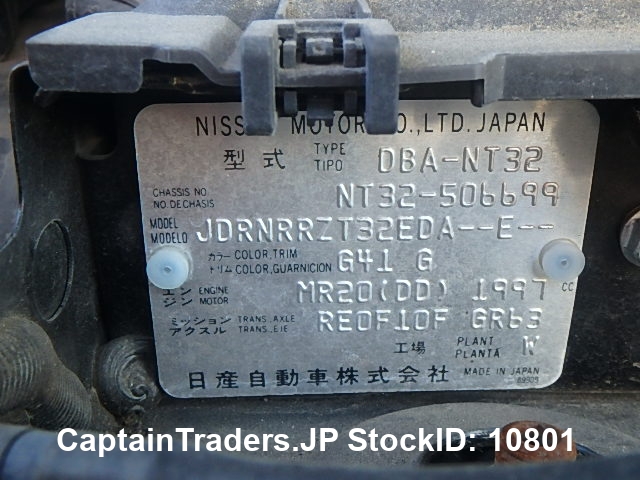 NISS MOTOR CO.,LTD. JAPAN
型式 TYPE TIPO DBA-NT32
CHASSIS NO
NO.DECHASIS
NT32-506699
MODEL
MODELO
JDRNRRZT32EDA--E--
カラー COLOR,TRIM
トリム COLOR,GUARNICION
G41 G
エンジン ENGINE MOTOR
MR20(DD) 1997 CC
ミッション TRANS.,AXLE
アクスル TRANS.,EJE
RE0F10F GR63
工場 PLANT PLANTA W
日産自動車株式会社 MADE IN JAPAN
CaptainTraders.JP StockID: 10801